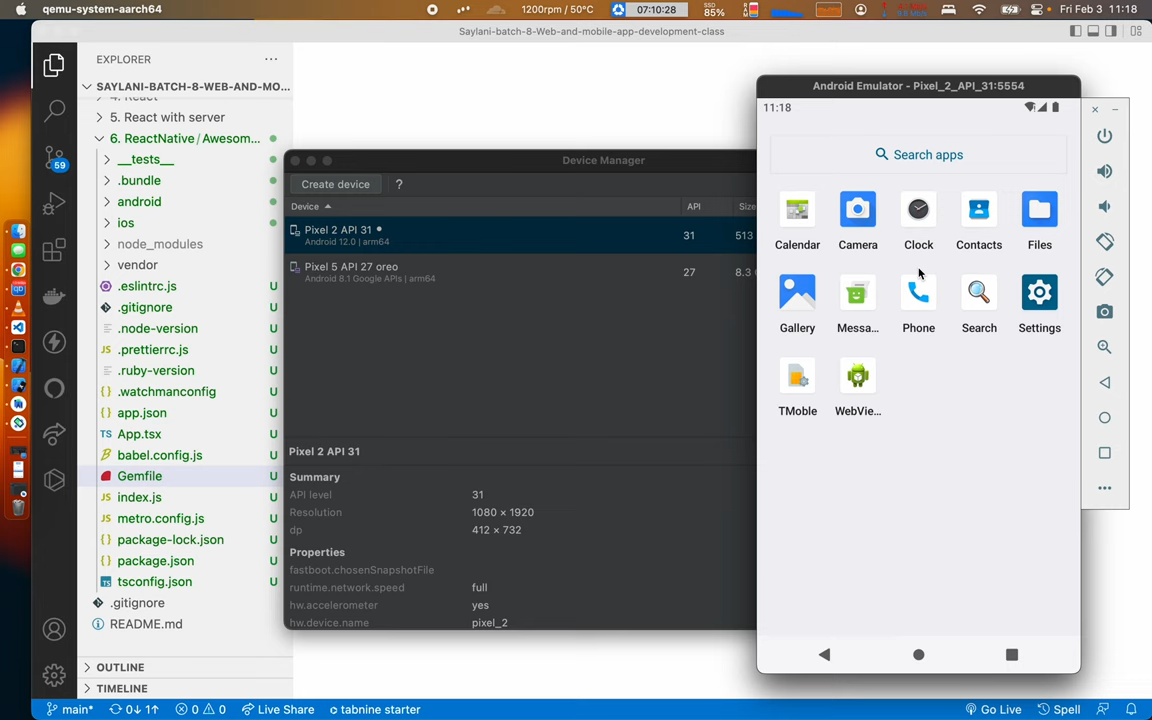 qemu-system-aarch64
1200rpm / 50°C
07:10:28
SSD
85%
Fri Feb 3 11:18
Saylani-batch-8-Web-and-mobile-app-development-class
EXPLORER
SAYLANI-BATCH-8-WEB-AND-MO...
4. React
5. React with server
6. ReactNative / Awesom...
__tests__
.bundle
android
ios
node_modules
vendor
.eslintrc.js U
.gitignore U
.node-version U
JS .prettierrc.js U
.ruby-version U
{ } .watchmanconfig U
{ } app.json U
TS App.tsx U
babel.config.js U
Gemfile U
JS index.js U
JS metro.config.js U
{ } package-lock.json U
{ } package.json U
tsconfig.json U
.gitignore
README.md
OUTLINE
TIMELINE
59
main*
0↓ 1↑
0
0
Live Share
tabnine starter
Go Live
Spell
Device Manager
Create device
?
Device
API
Size
Pixel 2 API 31
Android 12.0 | arm64
31
513
Pixel 5 API 27 oreo
Android 8.1 Google APIs | arm64
27
8.3
Pixel 2 API 31
Summary
API level 31
Resolution 1080 × 1920
dp 412 × 732
Properties
fastboot.chosenSnapshotFile
runtime.network.speed full
hw.accelerometer yes
hw.device.name pixel_2
Android Emulator - Pixel_2_API_31:5554
11:18
Search apps
Calendar
Camera
Clock
Contacts
Files
Gallery
Messa...
Phone
Search
Settings
TMoble
WebVie...